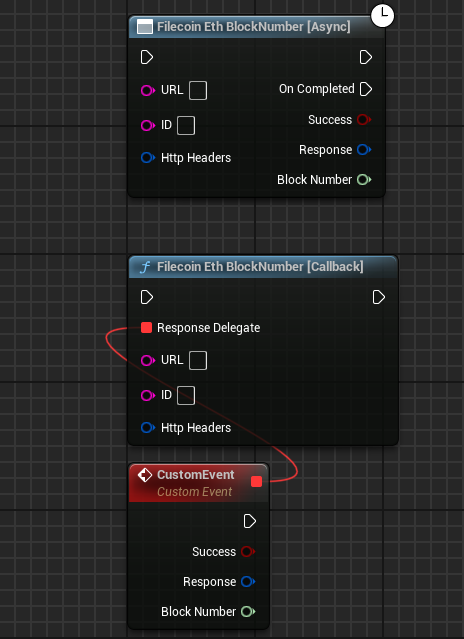 Filecoin Eth BlockNumber [Async]
URL
On Completed
ID
Success
Http Headers
Response
Block Number
Filecoin Eth BlockNumber [Callback]
Response Delegate
URL
ID
Http Headers
CustomEvent
Custom Event
Success
Response
Block Number